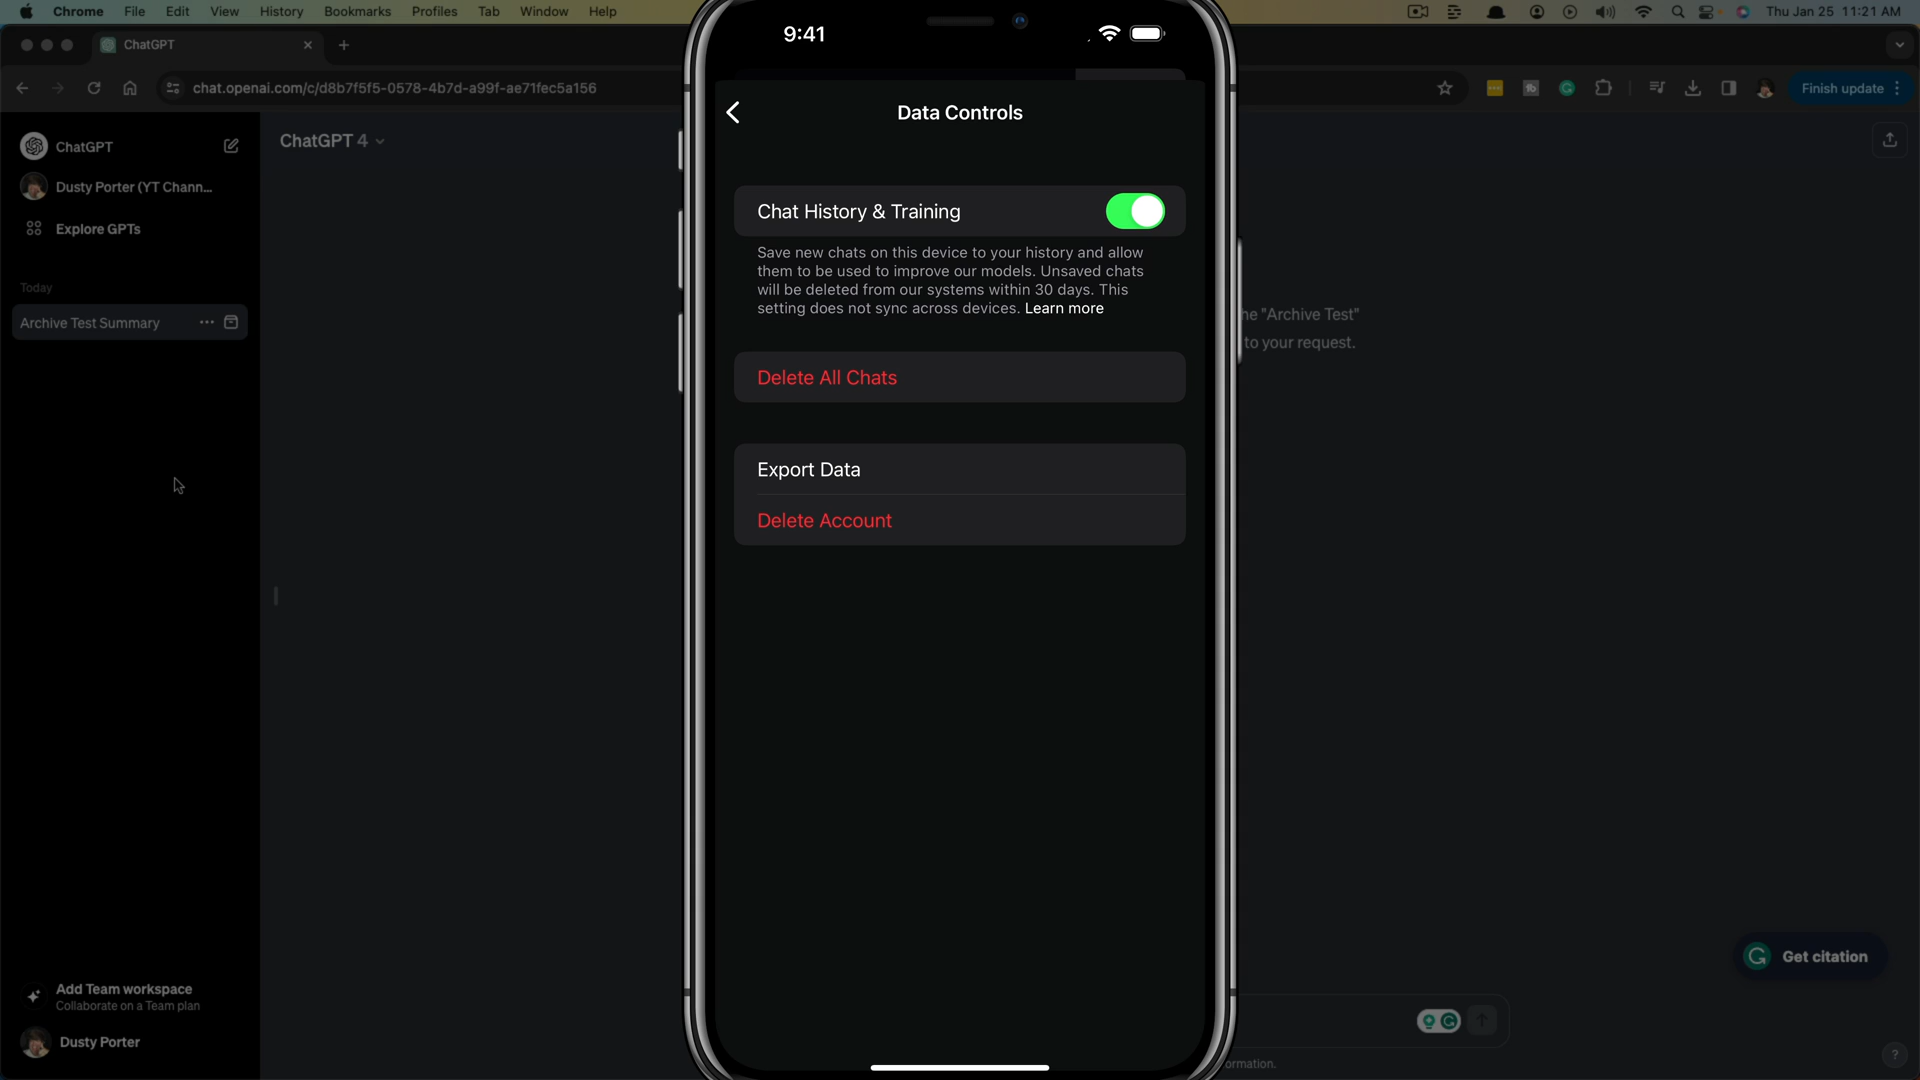 Chrome File Edit View History Bookmarks Profiles Tab Window Help
Thu Jan 25 11:21 AM
ChatGPT
chat.openai.com/c/d8b7f5f5-0578-4b7d-a99f-ae71fec5a156
Finish update
ChatGPT
Dusty Porter (YT Chann...
Explore GPTs
Today
Archive Test Summary
Add Team workspace
Collaborate on a Team plan
Dusty Porter
ChatGPT 4
9:41
Data Controls
Chat History & Training
Save new chats on this device to your history and allow
them to be used to improve our models. Unsaved chats
will be deleted from our systems within 30 days. This
setting does not sync across devices. Learn more
Delete All Chats
Export Data
Delete Account
"Archive Test"
to your request.
Get citation
?